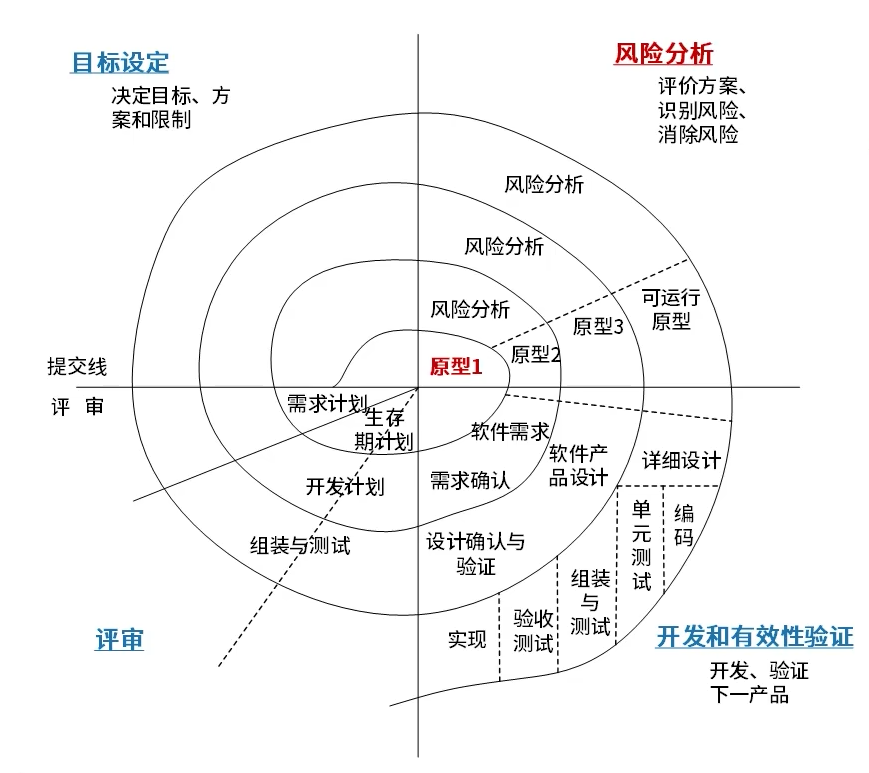 目标设定
决定目标、方
案和限制
风险分析
评价方案、
识别风险、
消除风险
风险分析
风险分析
风险分析
可运行
原型
原型3
原型2
原型1
提交线
评 审
需求计划
生存
期计划
软件需求
软件产
品设计
详细设计
开发计划
需求确认
单
元
测
试
编
码
组装与测试
设计确认与
验证
组装
与
测试
验收
测试
实现
评审
开发和有效性验证
开发、验证
下一产品